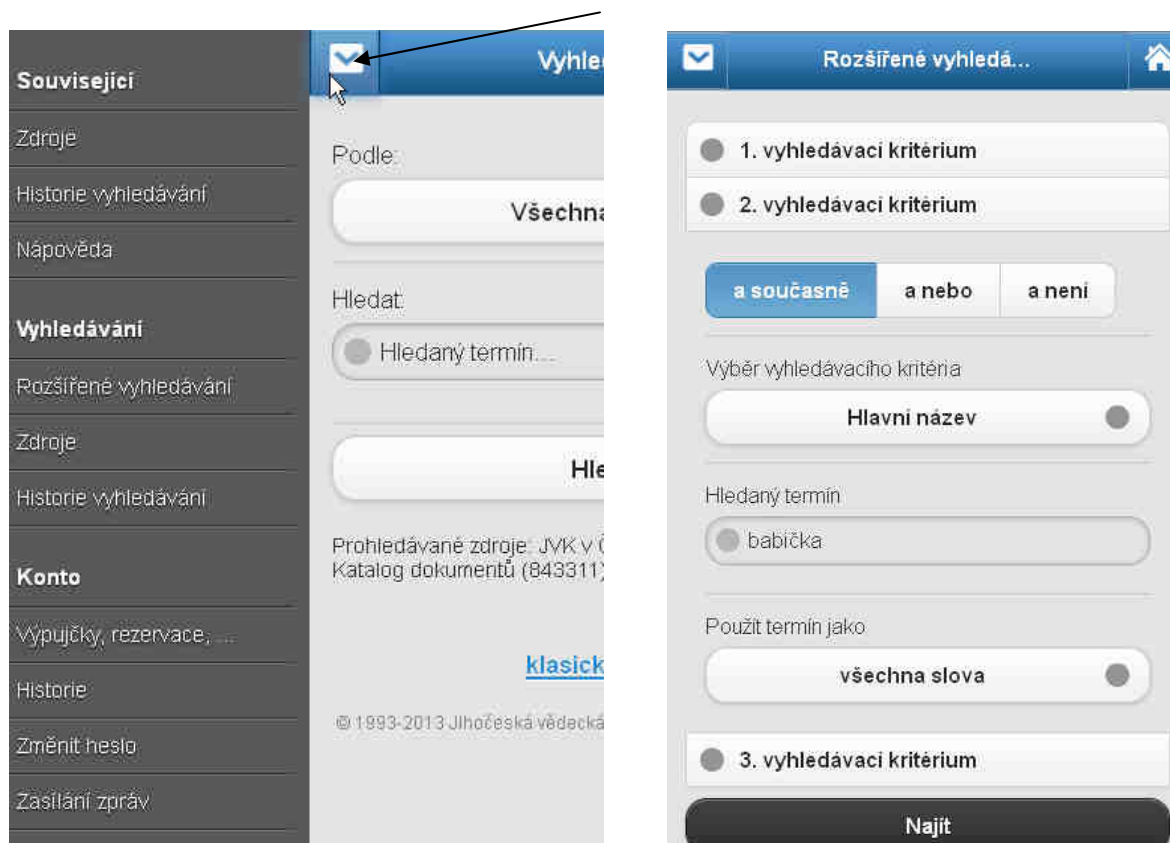 Související
Zdroje
Historie vyhledávání
Nápověda
Vyhledávání
Rozšířené vyhledávání
Zdroje
Historie vyhledávání
Konto
Výpujčky, rezervace, ...
Historie
Změnit heslo
Zasílání zpráv
Vyhle
Podle:
Všechna
Hledat:
Hledaný termín...
Hle
Prohledávané zdroje: JVK v
Katalog dokumentů (843311)
klasick
© 1993-2013 Jihočeská vědecká
Rozšířené vyhledá...
1. vyhledávací kritérium
2. vyhledávací kritérium
a současně a nebo a není
Výběr vyhledávacího kritéria
Hlavní název
Hledaný termín
babička
Použít termín jako
všechna slova
3. vyhledávací kritérium
Najít